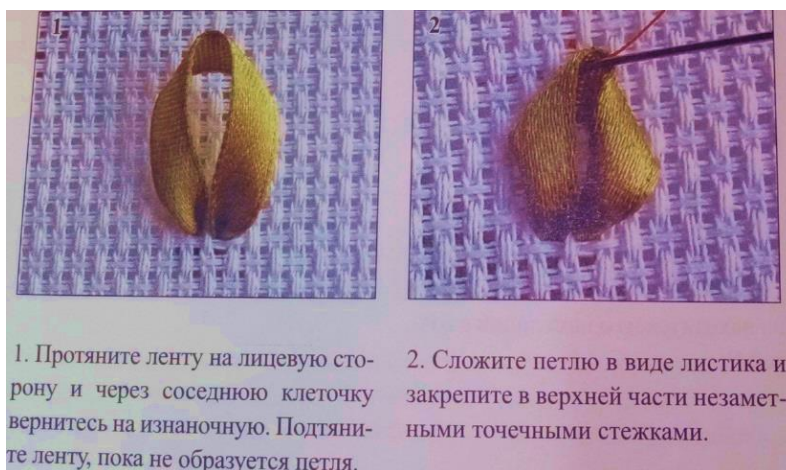 1
2
1. Протяните ленту на лицевую сто-
рону и через соседнюю клеточку
вернитесь на изнаночную. Подтяни-
те ленту, пока не образуется петля.
2. Сложите петлю в виде листика и
закрепите в верхней части незамет-
ными точечными стежками.